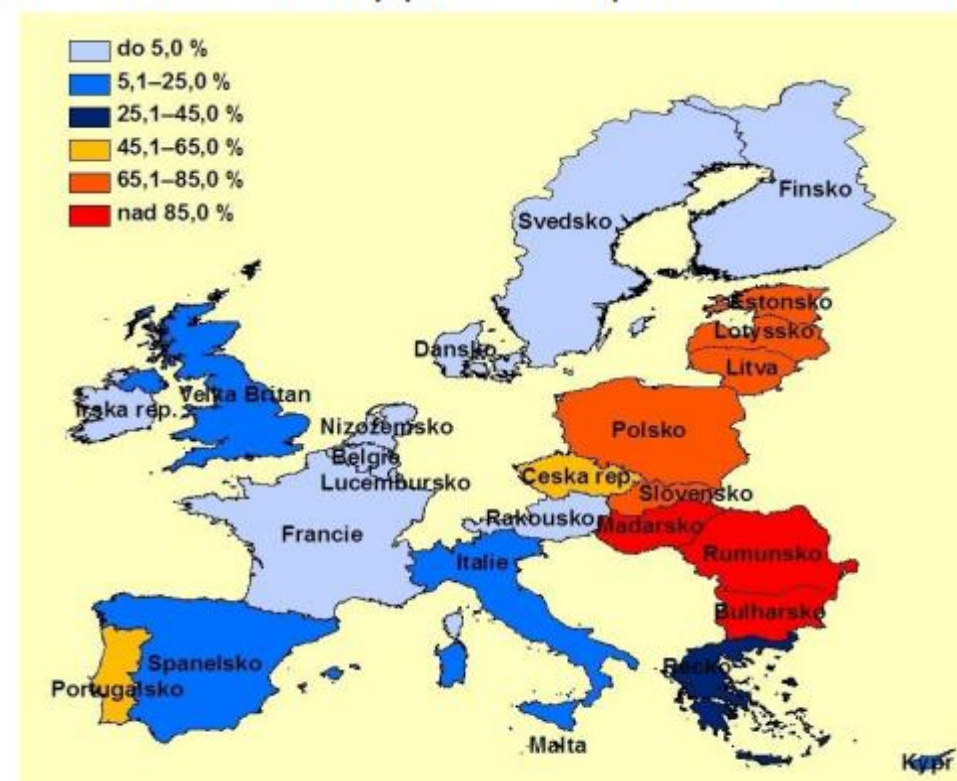 do 5,0 %
5,1–25,0 %
25,1–45,0 %
45,1–65,0 %
65,1–85,0 %
nad 85,0 %
Finsko
Svedsko
Estonsko
Lotyssko
Dansko
Litva
Velka Britan
Irska rep.
Nizozemsko
Polsko
Belgie
Ceska rep.
Lucembursko
Slovensko
Rakousko
Madarsko
Francie
Rumunsko
Italie
Bulharsko
Spanelsko
Recko
Portugalsko
Malta
Kypr